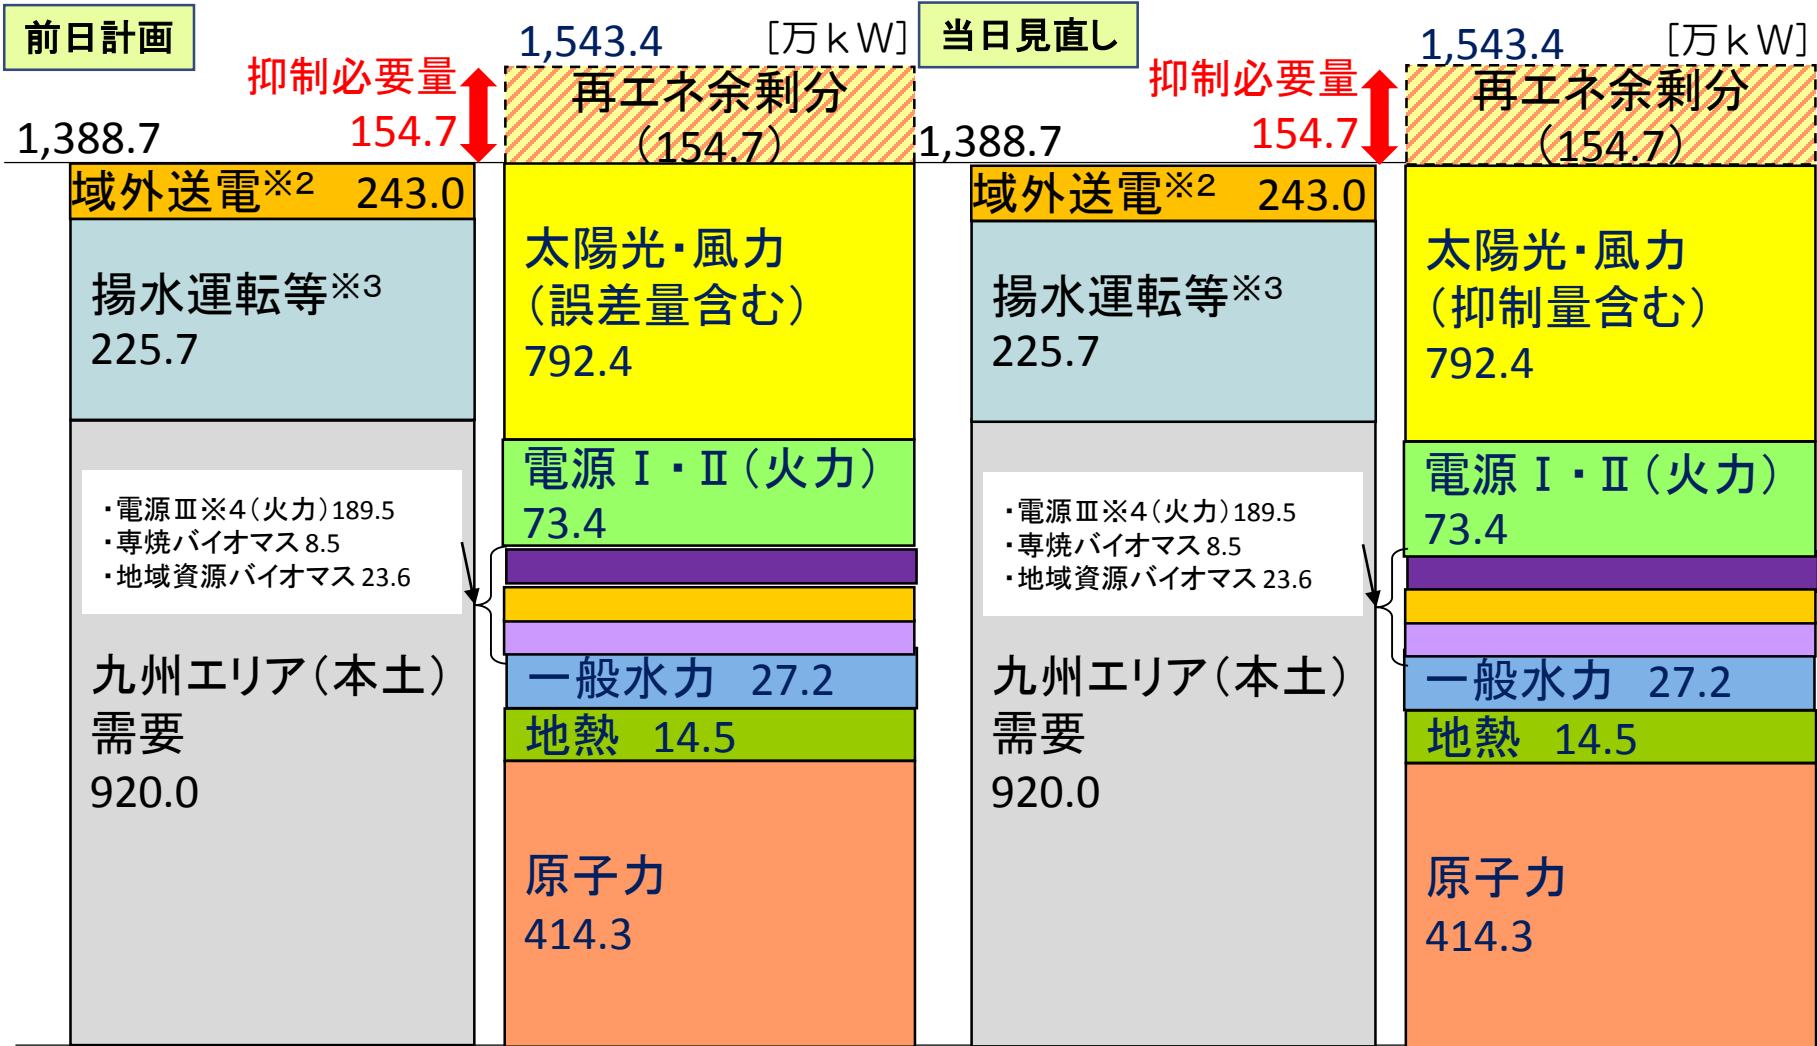 前日計画
1,543.4
[万kW]
抑制必要量
154.7
再エネ余剰分
(154.7)
1,388.7
域外送電※2 243.0
揚水運転等※3
225.7
太陽光・風力
(誤差量含む)
792.4
電源Ⅰ・Ⅱ(火力)
73.4
・電源Ⅲ※4(火力)189.5
・専焼バイオマス 8.5
・地域資源バイオマス 23.6
九州エリア(本土)
需要
920.0
一般水力 27.2
地熱 14.5
原子力
414.3
当日見直し
1,543.4
[万kW]
抑制必要量
154.7
再エネ余剰分
(154.7)
1,388.7
域外送電※2 243.0
揚水運転等※3
225.7
太陽光・風力
(抑制量含む)
792.4
電源Ⅰ・Ⅱ(火力)
73.4
・電源Ⅲ※4(火力)189.5
・専焼バイオマス 8.5
・地域資源バイオマス 23.6
九州エリア(本土)
需要
920.0
一般水力 27.2
地熱 14.5
原子力
414.3